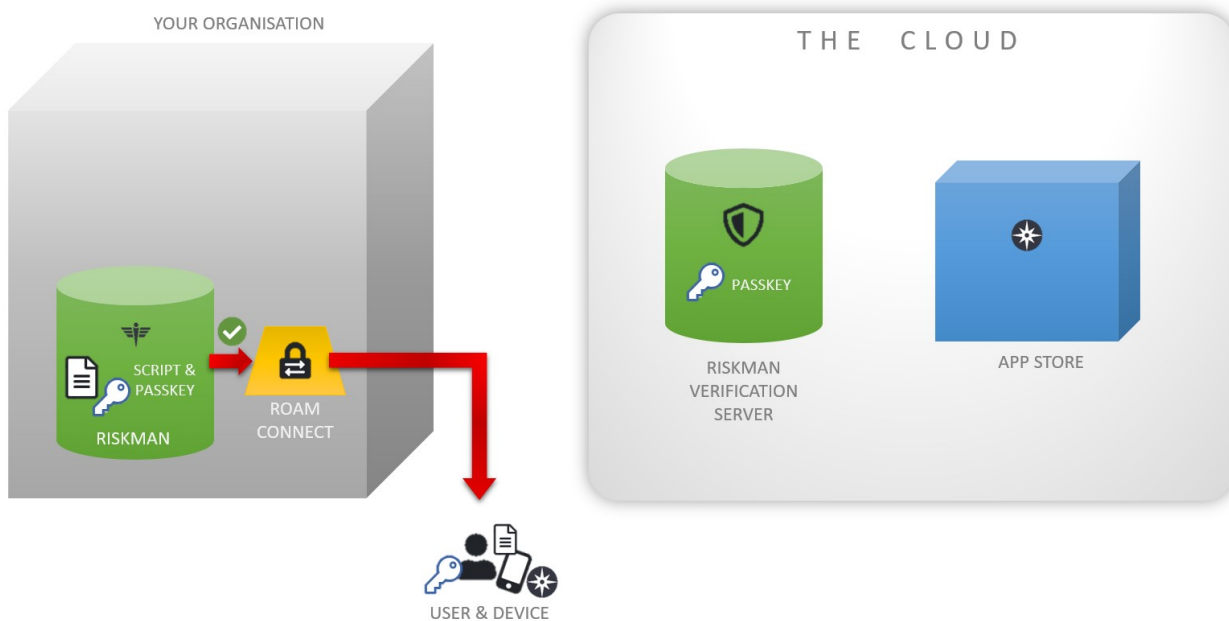 YOUR ORGANISATION
THE CLOUD
SCRIPT &
PASSKEY
RISKMAN
ROAM
CONNECT
PASSKEY
RISKMAN
VERIFICATION
SERVER
APP STORE
USER & DEVICE